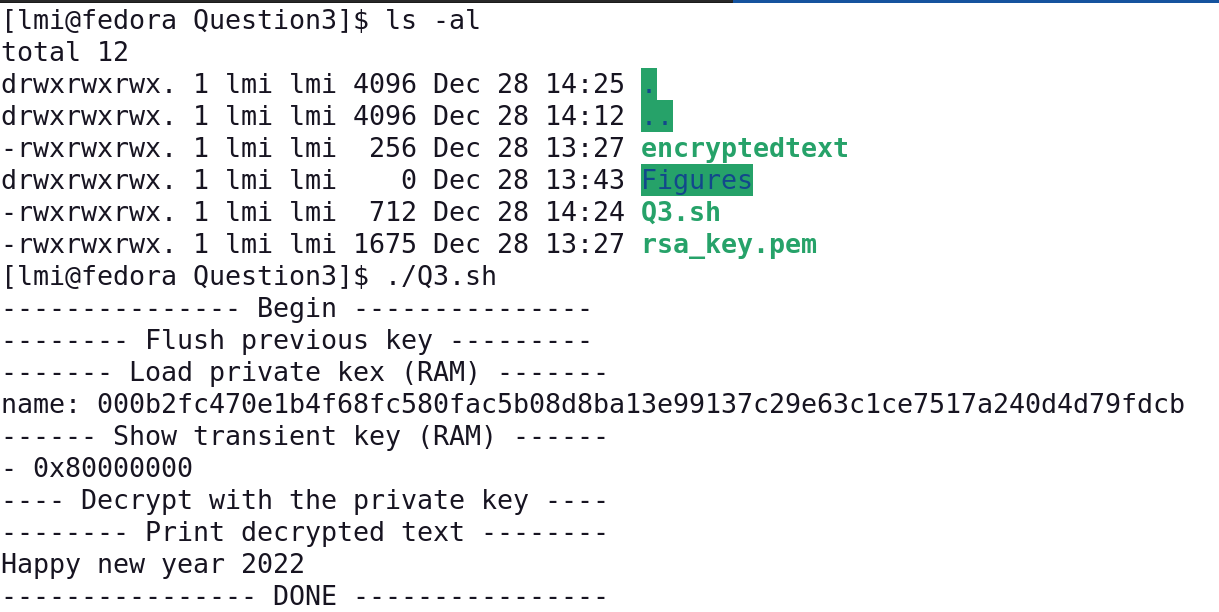 [lmi@fedora Question3]$ ls -al
total 12
drwxrwxrwx. 1 lmi lmi 4096 Dec 28 14:25 .
drwxrwxrwx. 1 lmi lmi 4096 Dec 28 14:12 ..
-rwxrwxrwx. 1 lmi lmi  256 Dec 28 13:27 encryptedtext
drwxrwxrwx. 1 lmi lmi    0 Dec 28 13:43 Figures
-rwxrwxrwx. 1 lmi lmi  712 Dec 28 14:24 Q3.sh
-rwxrwxrwx. 1 lmi lmi 1675 Dec 28 13:27 rsa_key.pem
[lmi@fedora Question3]$ ./Q3.sh
--------------- Begin ---------------
-------- Flush previous key ---------
------- Load private kex (RAM) -------
name: 000b2fc470e1b4f68fc580fac5b08d8ba13e99137c29e63c1ce7517a240d4d79fdcb
------ Show transient key (RAM) ------
- 0x80000000
---- Decrypt with the private key ----
-------- Print decrypted text --------
Happy new year 2022
---------------- DONE ----------------